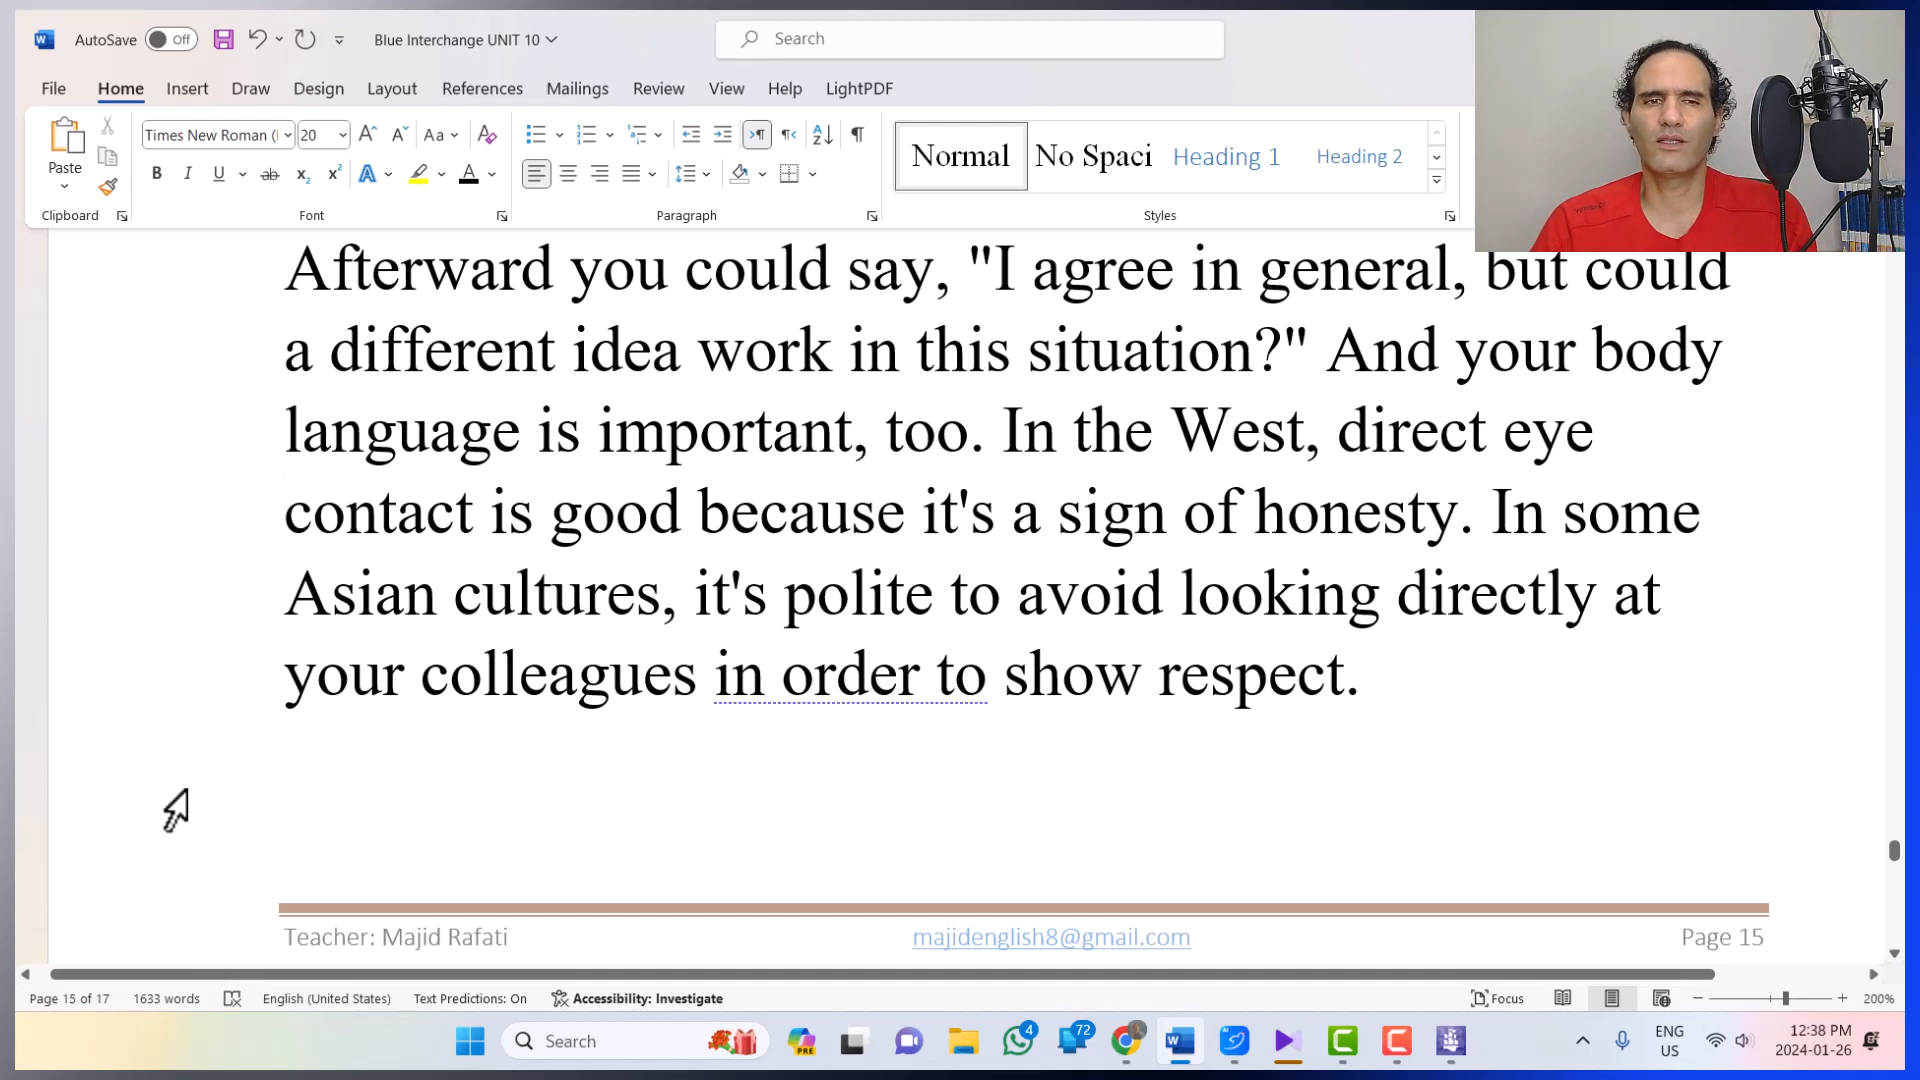 AutoSave Off Blue Interchange UNIT 10 Search
File Home Insert Draw Design Layout References Mailings Review View Help LightPDF
Paste Times New Roman ( 20 Aa Normal No Spaci Heading 1 Heading 2
Clipboard Font Paragraph Styles
Afterward you could say, "I agree in general, but could
a different idea work in this situation?" And your body
language is important, too. In the West, direct eye
contact is good because it's a sign of honesty. In some
Asian cultures, it's polite to avoid looking directly at
your colleagues in order to show respect.
Teacher: Majid Rafati majidenglish8@gmail.com Page 15
Page 15 of 17 1633 words English (United States) Text Predictions: On Accessibility: Investigate Focus 200%
Search PRE 4 72 ENG 12:38 PM
US 2024-01-26